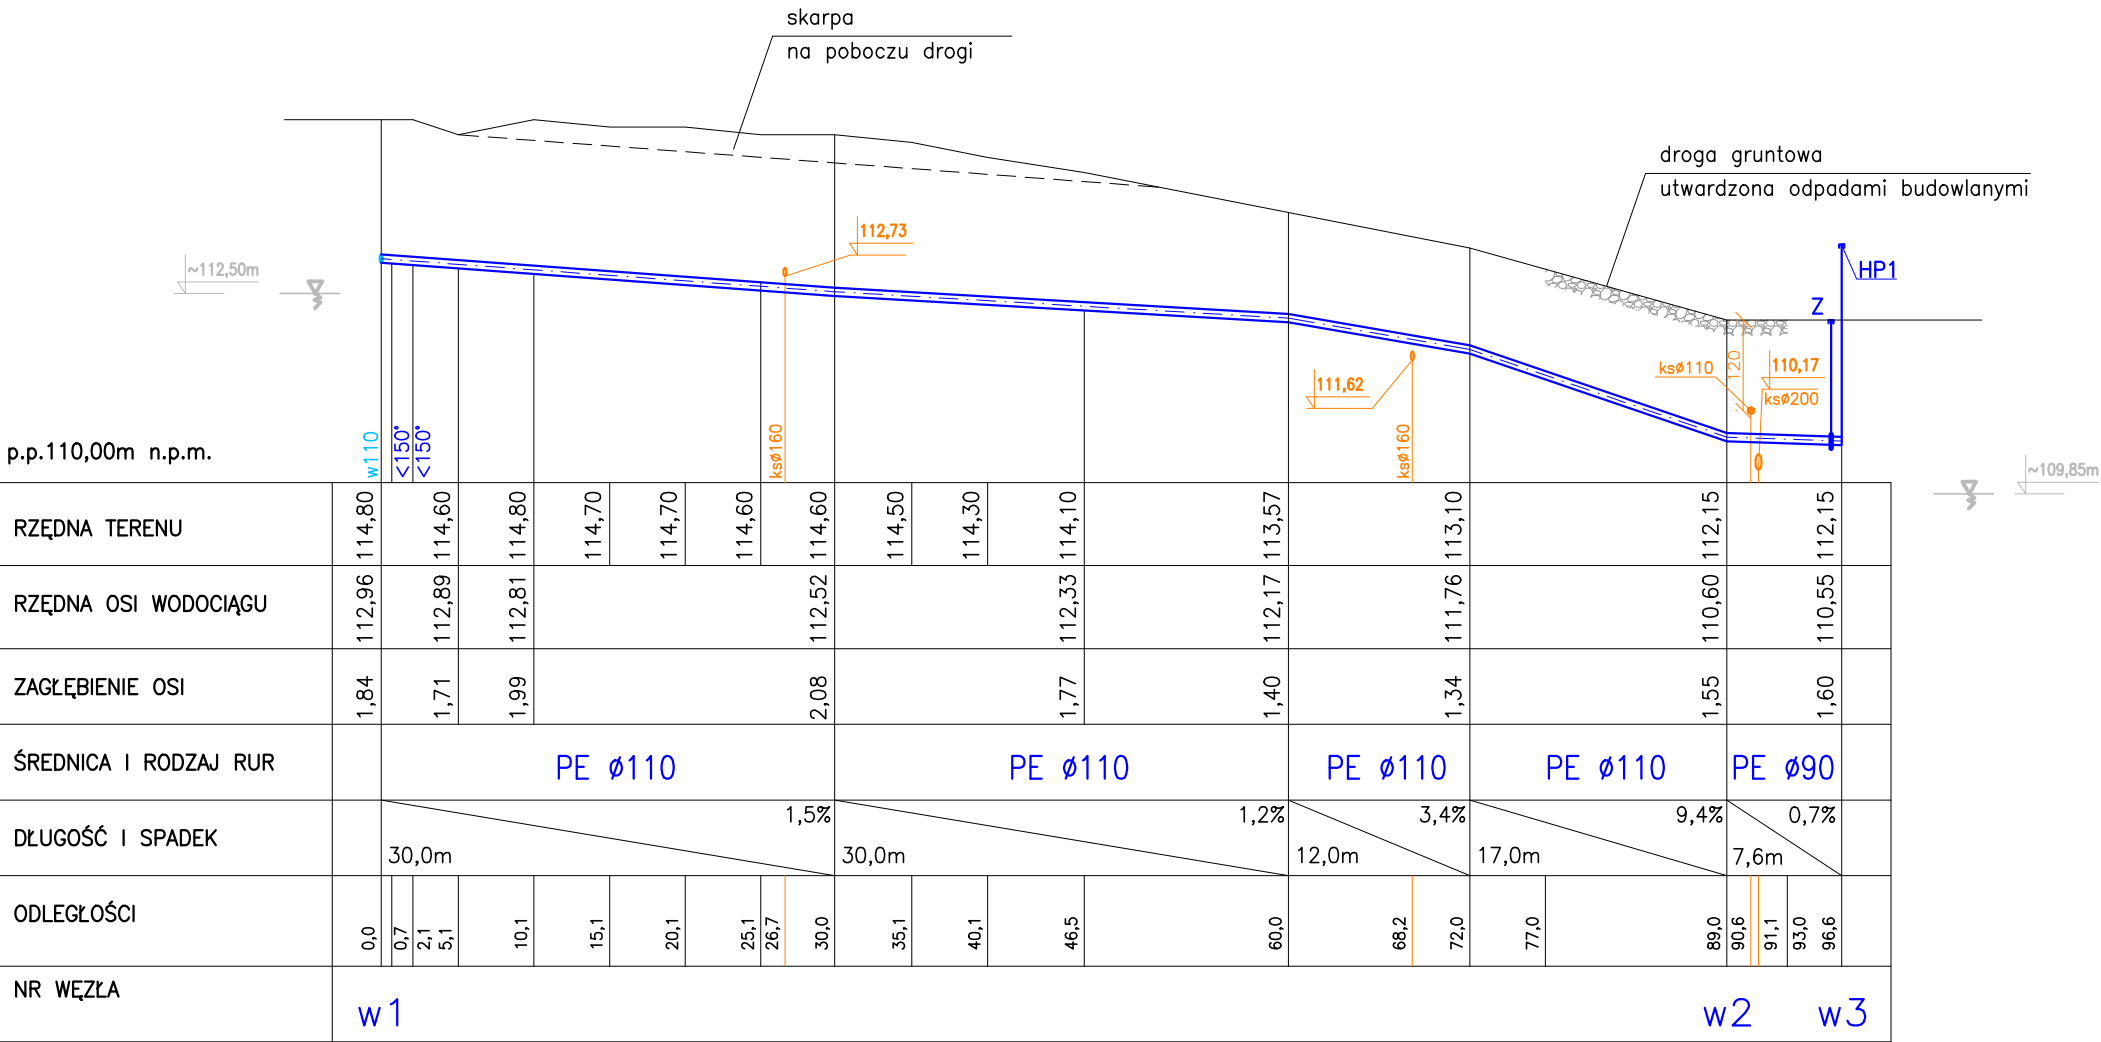 skarpa
na poboczu drogi
droga gruntowa
utwardzona odpadami budowlanymi
112,73
~112,50m
HP1
Z
111,62
ksø110
120
110,17
ksø200
w110
<150°
<150°
ksø160
ksø160
p.p.110,00m n.p.m.
~109,85m
RZĘDNA TERENU 114,80 114,60 114,80 114,70 114,70 114,60 114,60 114,50 114,30 114,10 113,57 113,10 112,15 112,15
RZĘDNA OSI WODOCIĄGU 112,96 112,89 112,81 112,52 112,33 112,17 111,76 110,60 110,55
ZAGŁĘBIENIE OSI 1,84 1,71 1,99 2,08 1,77 1,40 1,34 1,55 1,60
ŚREDNICA I RODZAJ RUR PE ø110 PE ø110 PE ø110 PE ø110 PE ø90
1,5% 1,2% 3,4% 9,4% 0,7%
DŁUGOŚĆ I SPADEK
30,0m 30,0m 12,0m 17,0m 7,6m
ODLEGŁOŚCI 0,0 0,7 2,1 5,1 10,1 15,1 20,1 25,1 26,7 30,0 35,1 40,1 46,5 60,0 68,2 72,0 77,0 89,0 90,6 91,1 93,0 96,6
NR WĘZŁA
w1 w2 w3